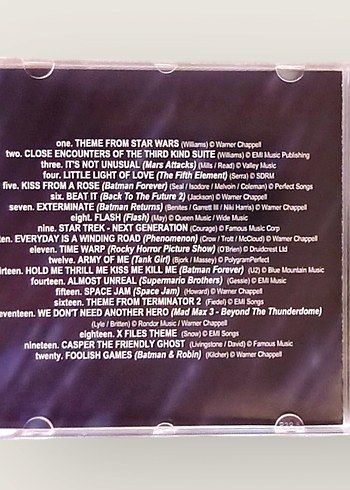 one. THEME FROM STAR WARS (Williams) © Warner Chappell
two. CLOSE ENCOUNTERS OF THE THIRD KIND SUITE (Williams) © EMI Music Publishing
three. IT'S NOT UNUSUAL (Mars Attacks) (Mills / Read) © Valley Music
four. LITTLE LIGHT OF LOVE (The Fifth Element) (Serra) © SDRM
five. KISS FROM A ROSE (Batman Forever) (Seal / Isodore / Melvoin / Coleman) © Perfect Songs
six. BEAT IT (Back To The Future 2) (Jackson) © Warner Chappell
seven. EXTERMINATE (Batman Returns) (Benites / Garrett III / Niki Harris) © Warner Chappell
eight. FLASH (Flash) (May) © Queen Music / Wide Music
nine. STAR TREK - NEXT GENERATION (Courage) © Famous Music Corp
ten. EVERYDAY IS A WINDING ROAD (Phenomenon) (Crow / Trott / McCloud) © Warner Chappell
eleven. TIME WARP (Rocky Horror Picture Show) (O'Brien) © Druidcrest Ltd
twelve. ARMY OF ME (Tank Girl) (Bjork / Massey) © PolygramPerfect
irteen. HOLD ME THRILL ME KISS ME KILL ME (Batman Forever) (U2) © Blue Mountain Music
fourteen. ALMOST UNREAL (Supermario Brothers) (Gessie) © EMI Songs
fifteen. SPACE JAM (Space Jam) (Howard) © Warner Chappell
sixteen. THEME FROM TERMINATOR 2 (Fiedel) © EMI Songs
eventeen. WE DON'T NEED ANOTHER HERO (Mad Max 3 - Beyond The Thunderdome)
(Lyle / Britten) © Rondor Music / Warner Chappell
eighteen. X FILES THEME (Snow) © EMI Songs
nineteen. CASPER THE FRIENDLY GHOST (Livingstone / David) © Famous Music
twenty. FOOLISH GAMES (Batman & Robin) (Kilcher) © Warner Chappell